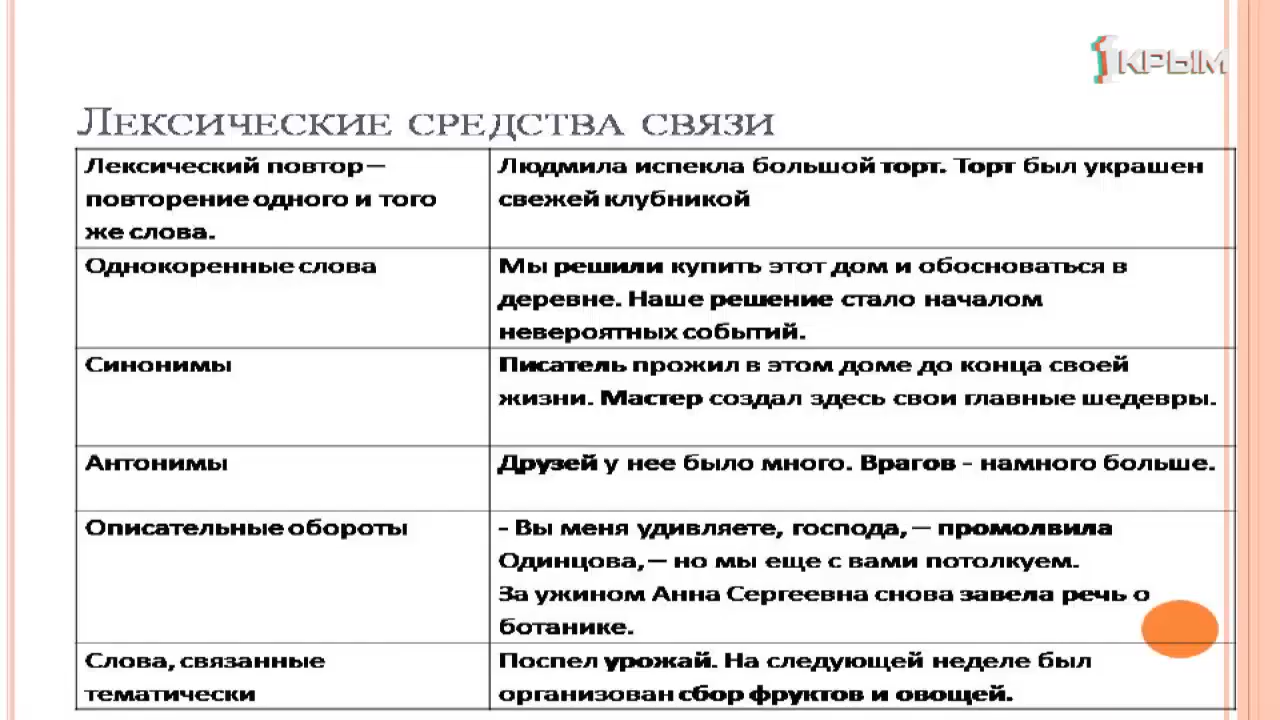 1КРЫМ
Лексические средства связи
Лексический повтор — повторение одного и того же слова.
Людмила испекла большой торт. Торт был украшен
свежей клубникой
Однокоренные слова
Мы решили купить этот дом и обосноваться в
деревне. Наше решение стало началом
невероятных событий.
Синонимы
Писатель прожил в этом доме до конца своей
жизни. Мастер создал здесь свои главные шедевры.
Антонимы
Друзей у нее было много. Врагов - намного больше.
Описательные обороты
- Вы меня удивляете, господа, — промолвила
Одинцова, — но мы еще с вами потолкуем.
За ужином Анна Сергеевна снова завела речь о
ботанике.
Слова, связанные
тематически
Поспел урожай. На следующей неделе был
организован сбор фруктов и овощей.